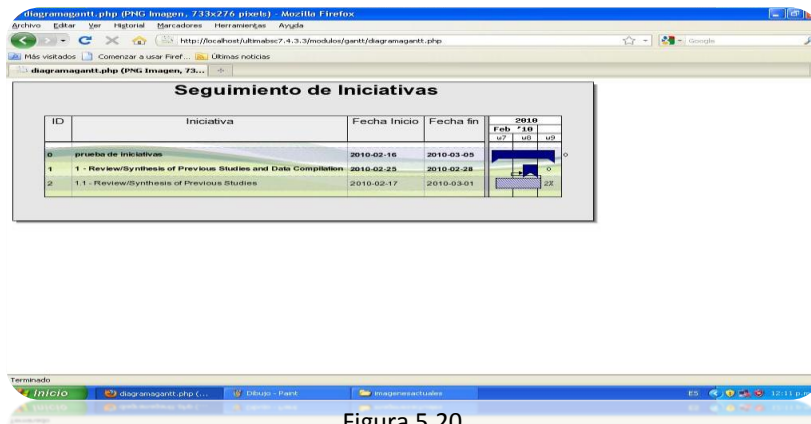 diagramagantt.php (PNG Imagen, 733x276 pixels) - Mozilla Firefox
Archivo Editar Ver Historial Marcadores Herramientas Ayuda
http://localhost/ultimabsc7.4.3.3/modulos/gantt/diagramagantt.php
Google
Más visitados Comenzar a usar Firef... Últimas noticias
diagramagantt.php (PNG Imagen, 73...
Seguimiento de Iniciativas
ID Iniciativa Fecha Inicio Fecha fin 2010
Feb '10
u7 u8 u9
0 prueba de iniciativas 2010-02-16 2010-03-05 0
1 1 - Review/Synthesis of Previous Studies and Data Compilation 2010-02-25 2010-02-28 0
2 1.1 - Review/Synthesis of Previous Studies 2010-02-17 2010-03-01 2%
Terminado
Inicio diagramagantt.php (... Dibujo - Paint imagenesactuales ES 12:11 p.m.
Figura 5.20